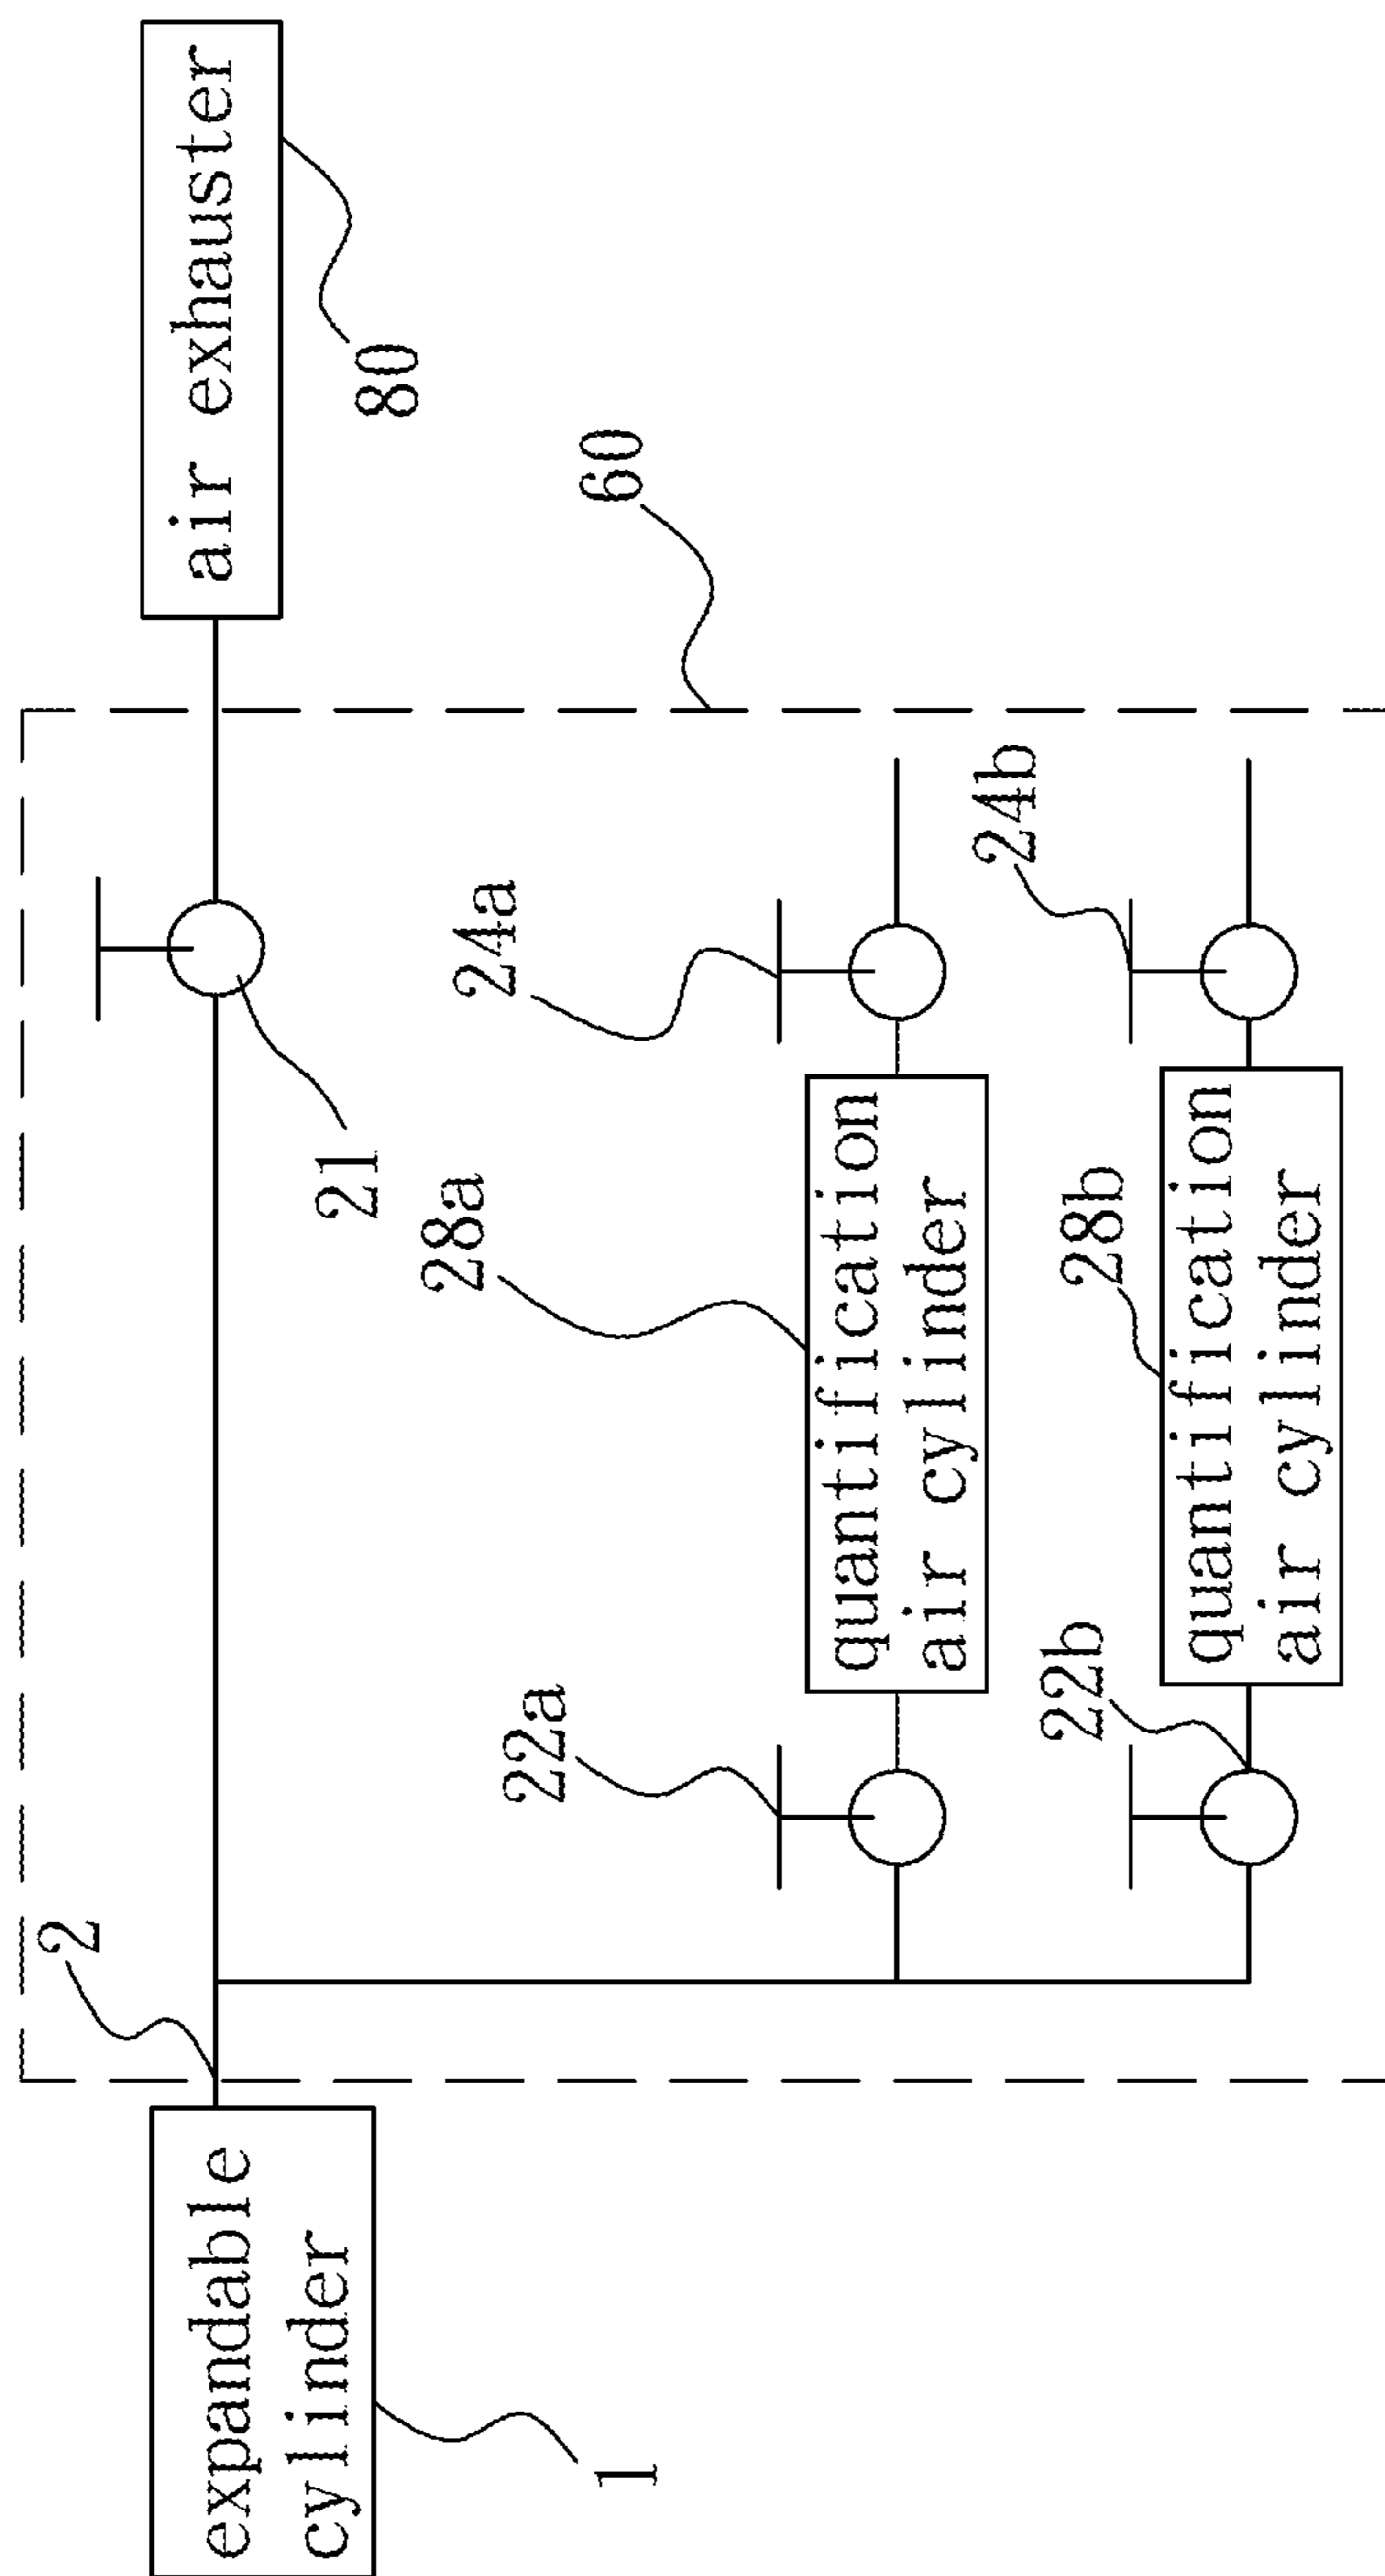 air exhauster
80
60
21
24a
24b
28a
quantification
air cylinder
28b
quantification
air cylinder
22a
22b
2
expandable
cylinder
1